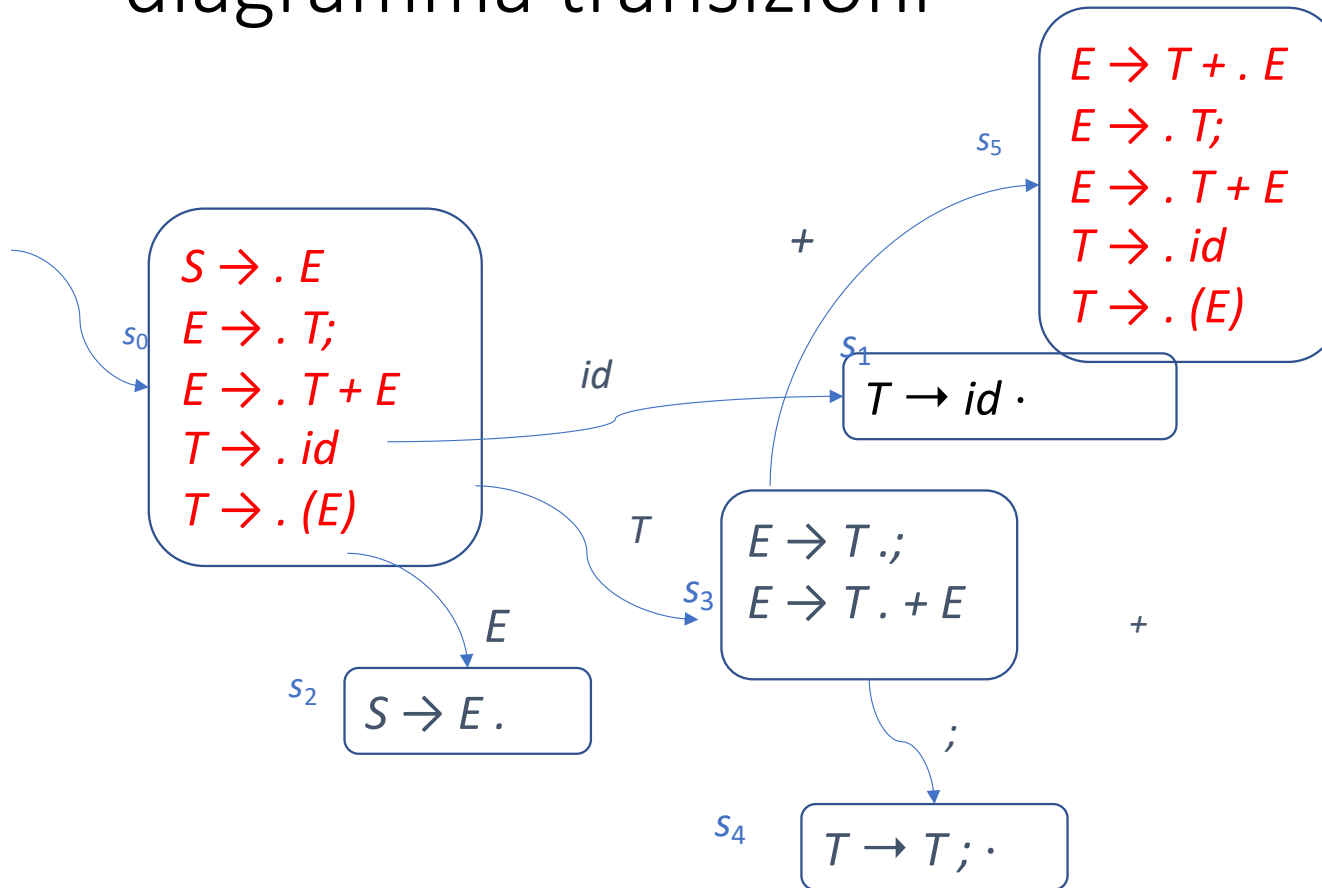 diagramma transizioni
E → T + . E
E → . T;
E → . T + E
T → . id
T → . (E)
s5
+
S → . E
E → . T;
E → . T + E
T → . id
T → . (E)
s0
id
s1
T → id ·
T
E → T .;
E → T . + E
s3
+
E
s2
S → E .
;
s4
T → T ; ·